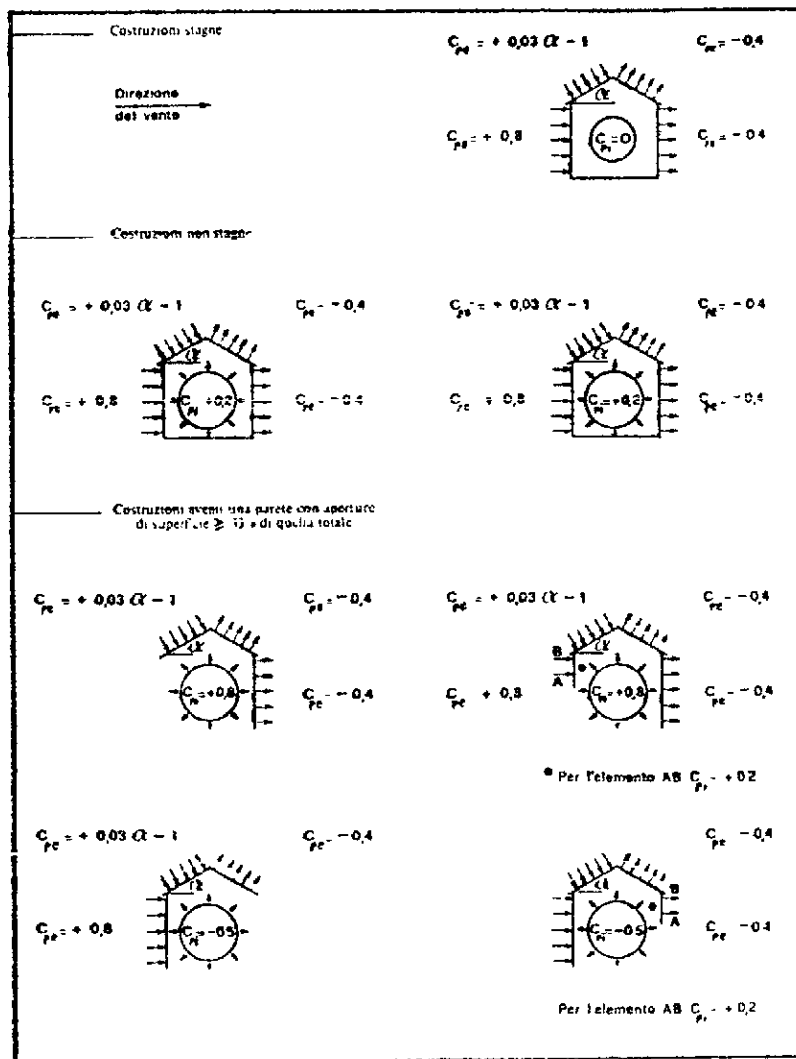 Costruzioni stagne
C_pe = + 0,03 α − 1 C_pe = −0,4
Direzione
del vento
C_pe = + 0,8 C_pi = 0 C_pe = −0,4
Costruzioni non stagne
C_pe = + 0,03 α − 1 C_pe − −0,4 C_pe = + 0,03 α − 1 C_pe = −0,4
α α
C_pe = + 0,8 C_pi +0,2 C_pe = −0,4 C_pe + 0,8 C_pi = +0,2 C_pe − −0,4
Costruzioni aventi una parete con aperture
di superficie ≥ di quella totale
C_pe = + 0,03 α − 1 C_pe = −0,4 C_pe = + 0,03 α − 1 C_pe − −0,4
α B α
A *
C_pi = +0,8 C_pe − −0,4 C_pe + 0,8 C_pi = +0,8 C_pe − −0,4
* Per l'elemento AB C_pi − + 0,2
C_pe = + 0,03 α − 1 C_pe − −0,4 C_pe −0,4
α α B
* A
C_pe = + 0,8 C_pi = −0,5 C_pi = −0,5 C_pe −0,4
Per l'elemento AB C_pi − + 0,2